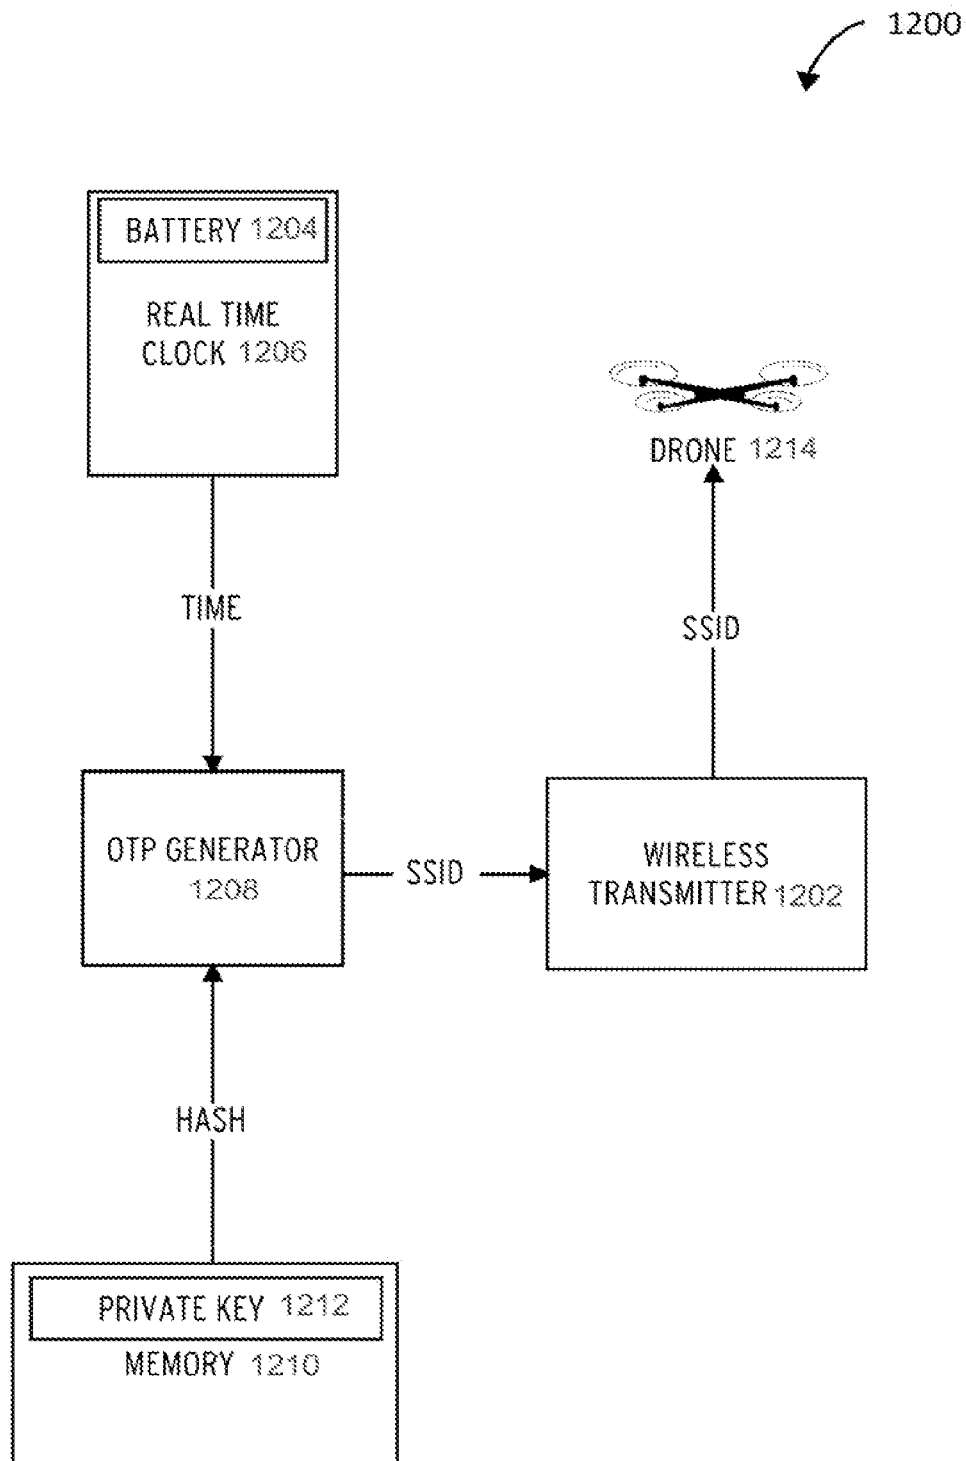 1200
BATTERY 1204
REAL TIME
CLOCK 1206
DRONE 1214
TIME
SSID
OTP GENERATOR
1208
SSID
WIRELESS
TRANSMITTER 1202
HASH
PRIVATE KEY 1212
MEMORY 1210